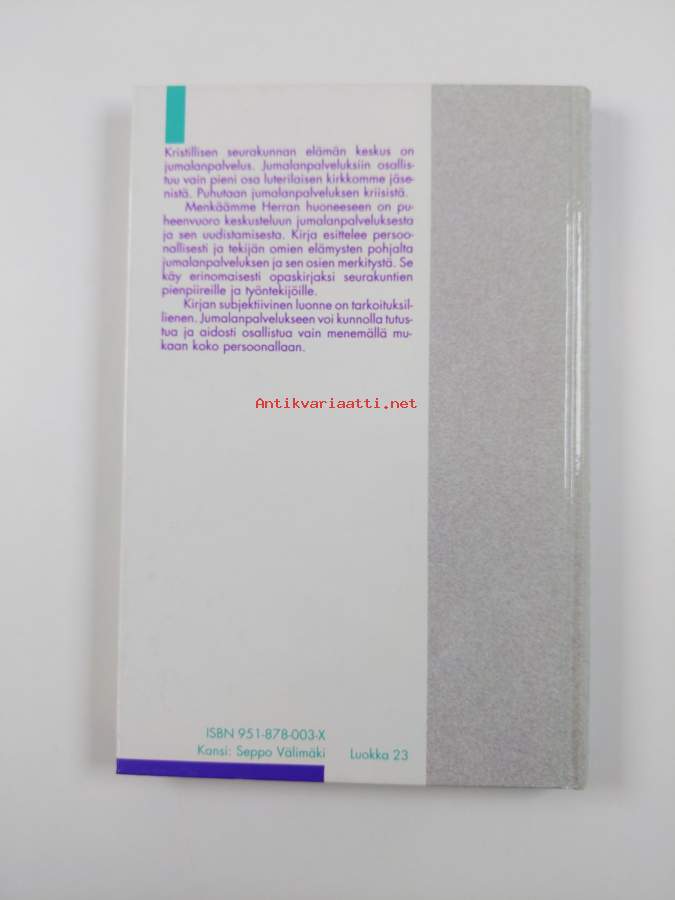 Kristillisen seurakunnan elämän keskus on
jumalanpalvelus. Jumalanpalveluksiin osallis-
tuu vain pieni osa luterilaisen kirkkomme jäse-
nistä. Puhutaan jumalanpalveluksen kriisistä.
Menkäämme Herran huoneeseen on pu-
heenvuoro keskusteluun jumalanpalveluksesta
ja sen uudistamisesta. Kirja esittelee persoo-
nallisesti ja tekijän omien elämysten pohjalta
jumalanpalveluksen ja sen osien merkitystä. Se
käy erinomaisesti opaskirjaksi seurakuntien
pienpiireille ja työntekijöille.
Kirjan subjektiivinen luonne on tarkoituksil-
lienen. Jumalanpalvelukseen voi kunnolla tutus-
tua ja aidosti osallistua vain menemällä mu-
kaan koko persoonallaan.
Antikvariaatti.net
ISBN 951-878-003-X
Kansi: Seppo Välimäki Luokka 23